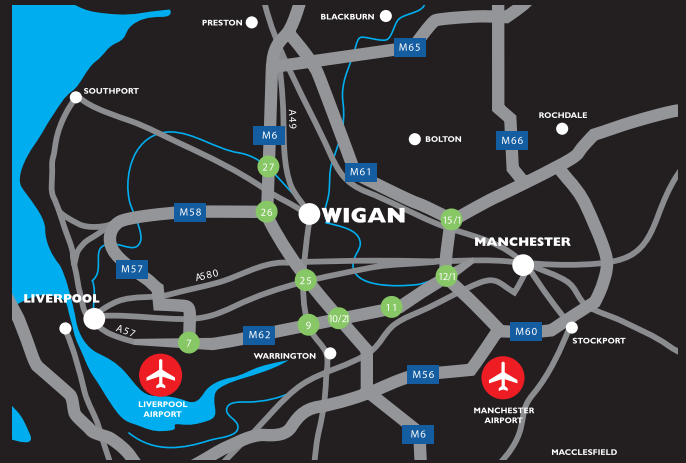 PRESTON
BLACKBURN
M65
SOUTHPORT
A49
M6
ROCHDALE
BOLTON
M66
27
M61
M58
26
WIGAN
15/1
MANCHESTER
M57
A580
25
12/1
LIVERPOOL
A57
11
10/21
9
7
M62
M60
STOCKPORT
WARRINGTON
M56
LIVERPOOL
AIRPORT
MANCHESTER
AIRPORT
M6
MACCLESFIELD